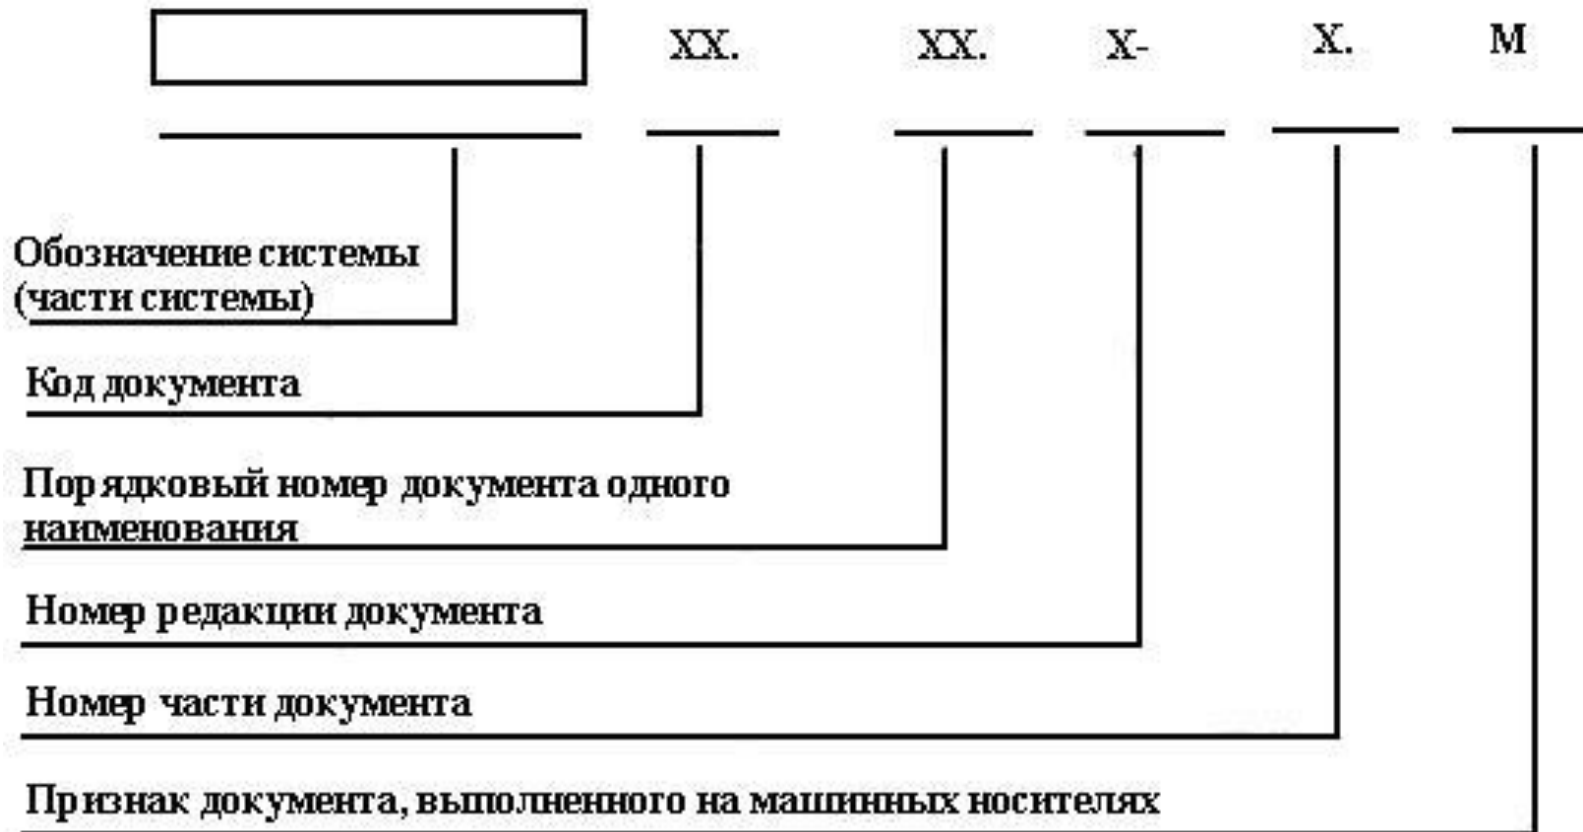 XX. XX. X- X. М
Обозначение системы
(части системы)
Код документа
Порядковый номер документа одного
наименования
Номер редакции документа
Номер части документа
Признак документа, выполненного на машинных носителях